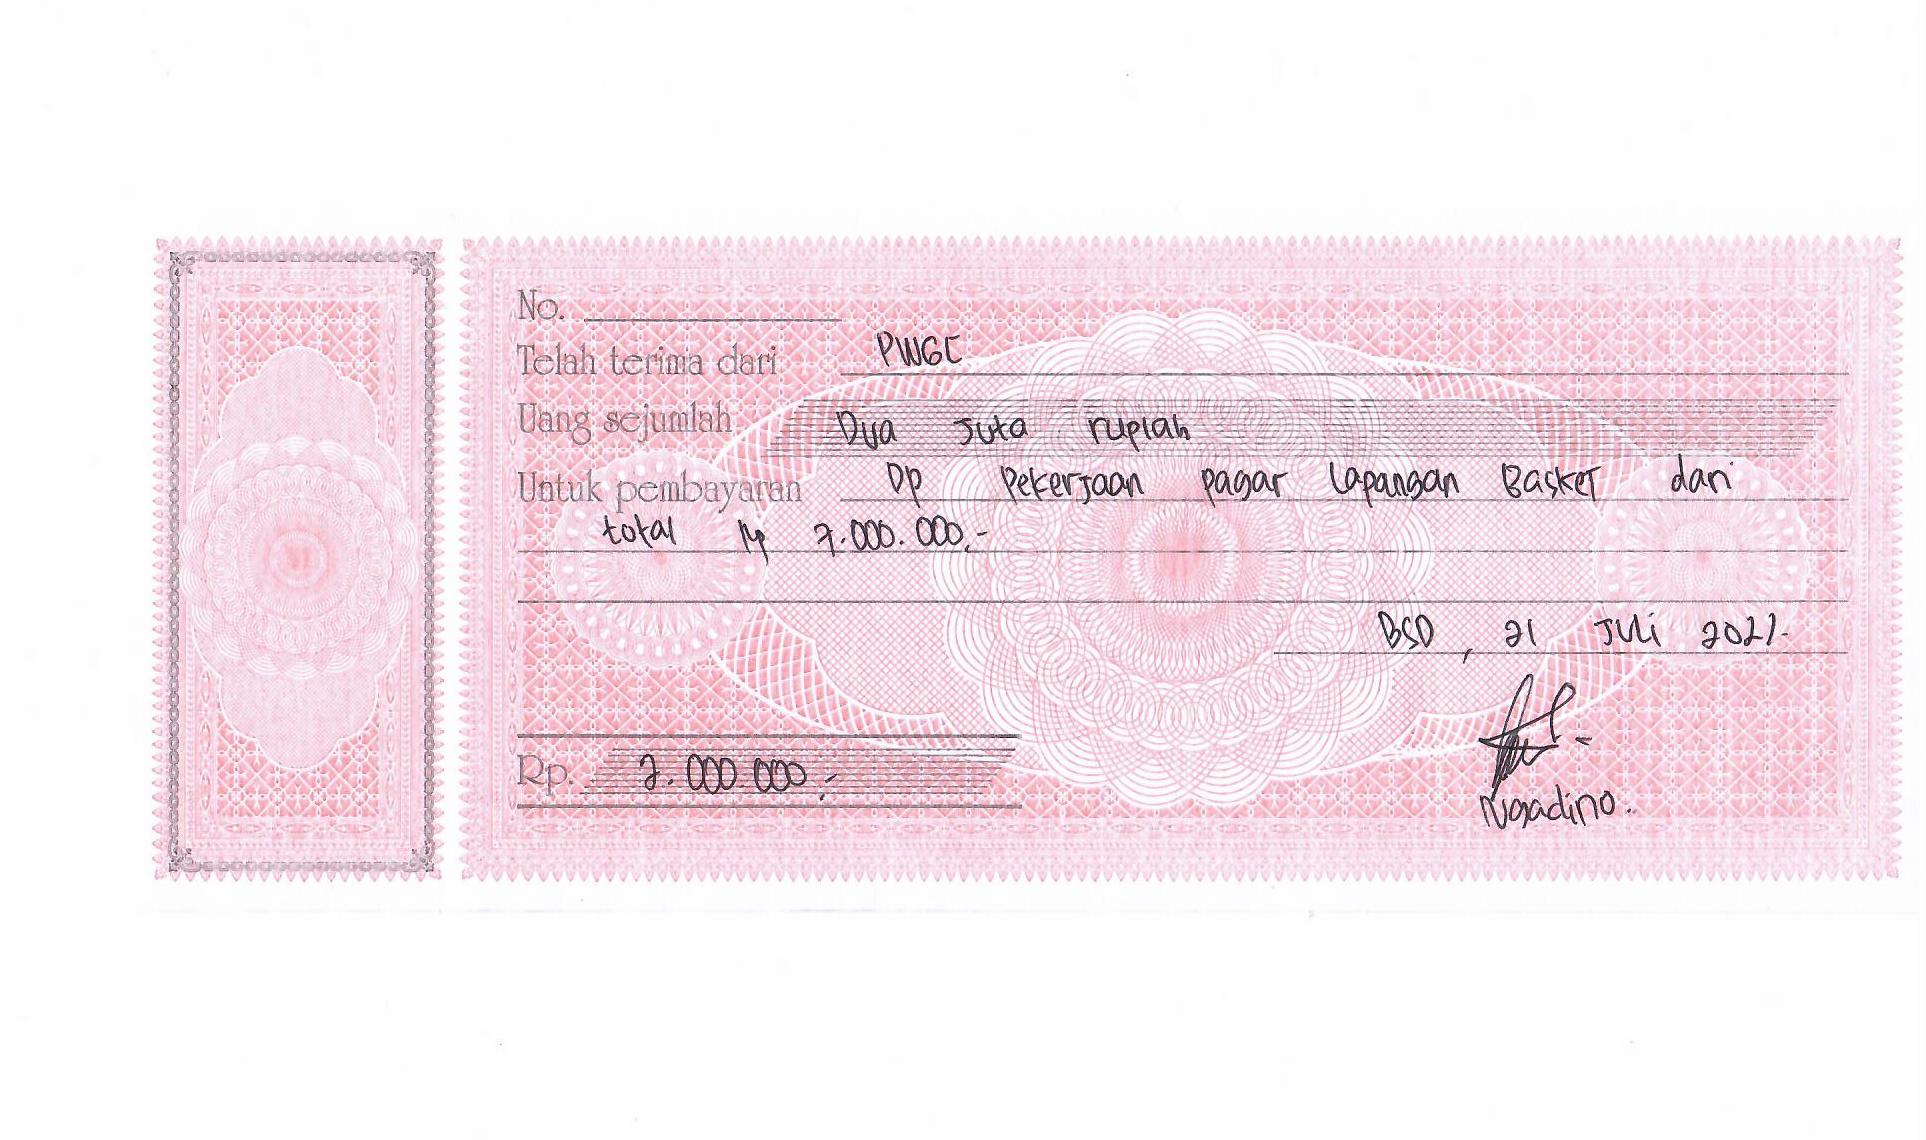 No.
Telah terima dari PWGC
Uang sejumlah Dua Juta rupiah
Untuk pembayaran Dp Pekerjaan pagar Lapangan Basket dari
total Rp 7.000.000,-
BSD, 21 Juli 2021.
Rp. 2.000.000,-
Ngadino.